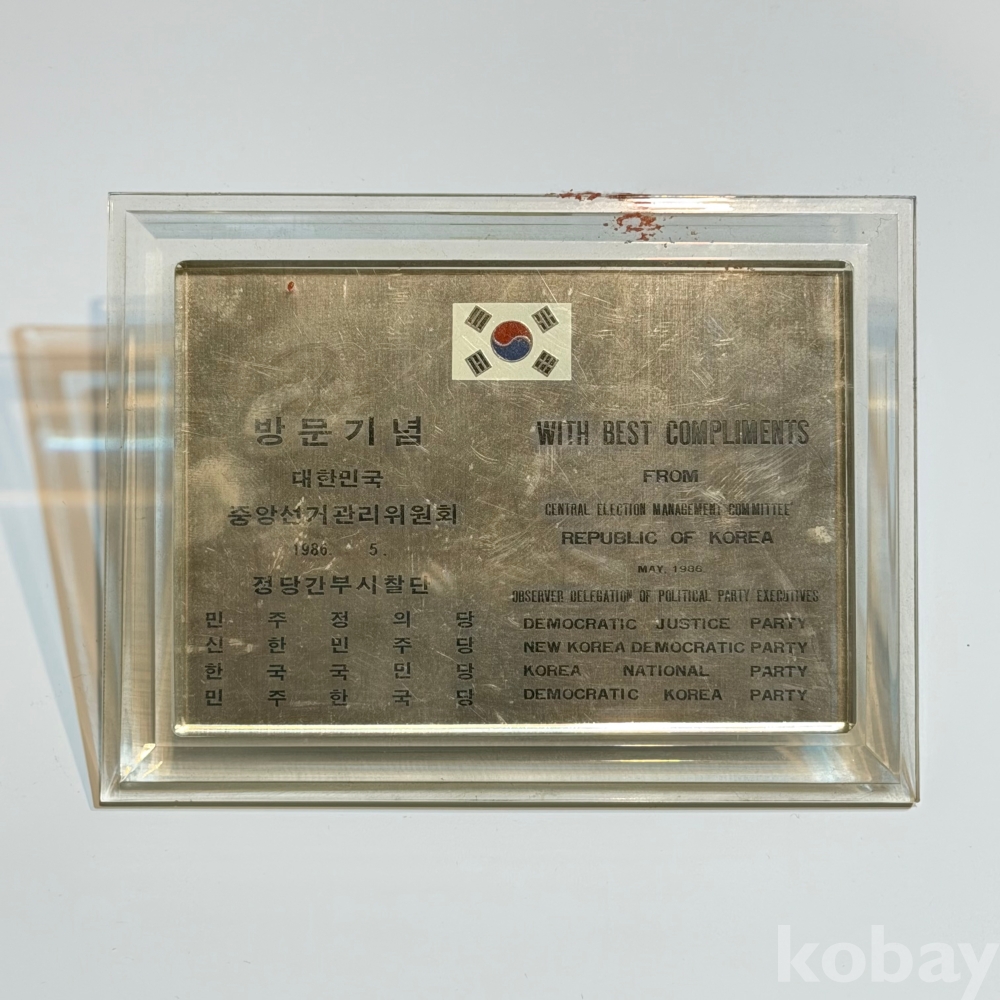 방문기념
대한민국
중앙선거관리위원회
1986. 5.
정당간부시찰단
민주정의당
신한민주당
한국국민당
민주한국당
WITH BEST COMPLIMENTS
FROM
CENTRAL ELECTION MANAGEMENT COMMITTEE
REPUBLIC OF KOREA
MAY, 1986
OBSERVER DELEGATION OF POLITICAL PARTY EXECUTIVES
DEMOCRATIC JUSTICE PARTY
NEW KOREA DEMOCRATIC PARTY
KOREA NATIONAL PARTY
DEMOCRATIC KOREA PARTY
kobay